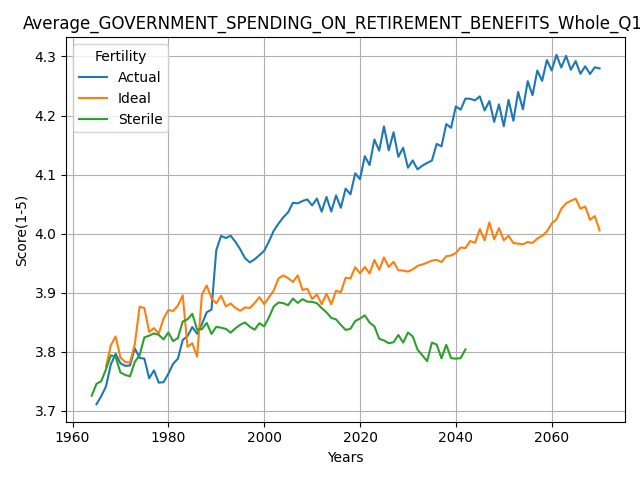 Average_GOVERNMENT_SPENDING_ON_RETIREMENT_BENEFITS_Whole_Q1
Fertility
Actual
Ideal
Sterile
Score(1-5)
4.3
4.2
4.1
4.0
3.9
3.8
3.7
1960 1980 2000 2020 2040 2060
Years